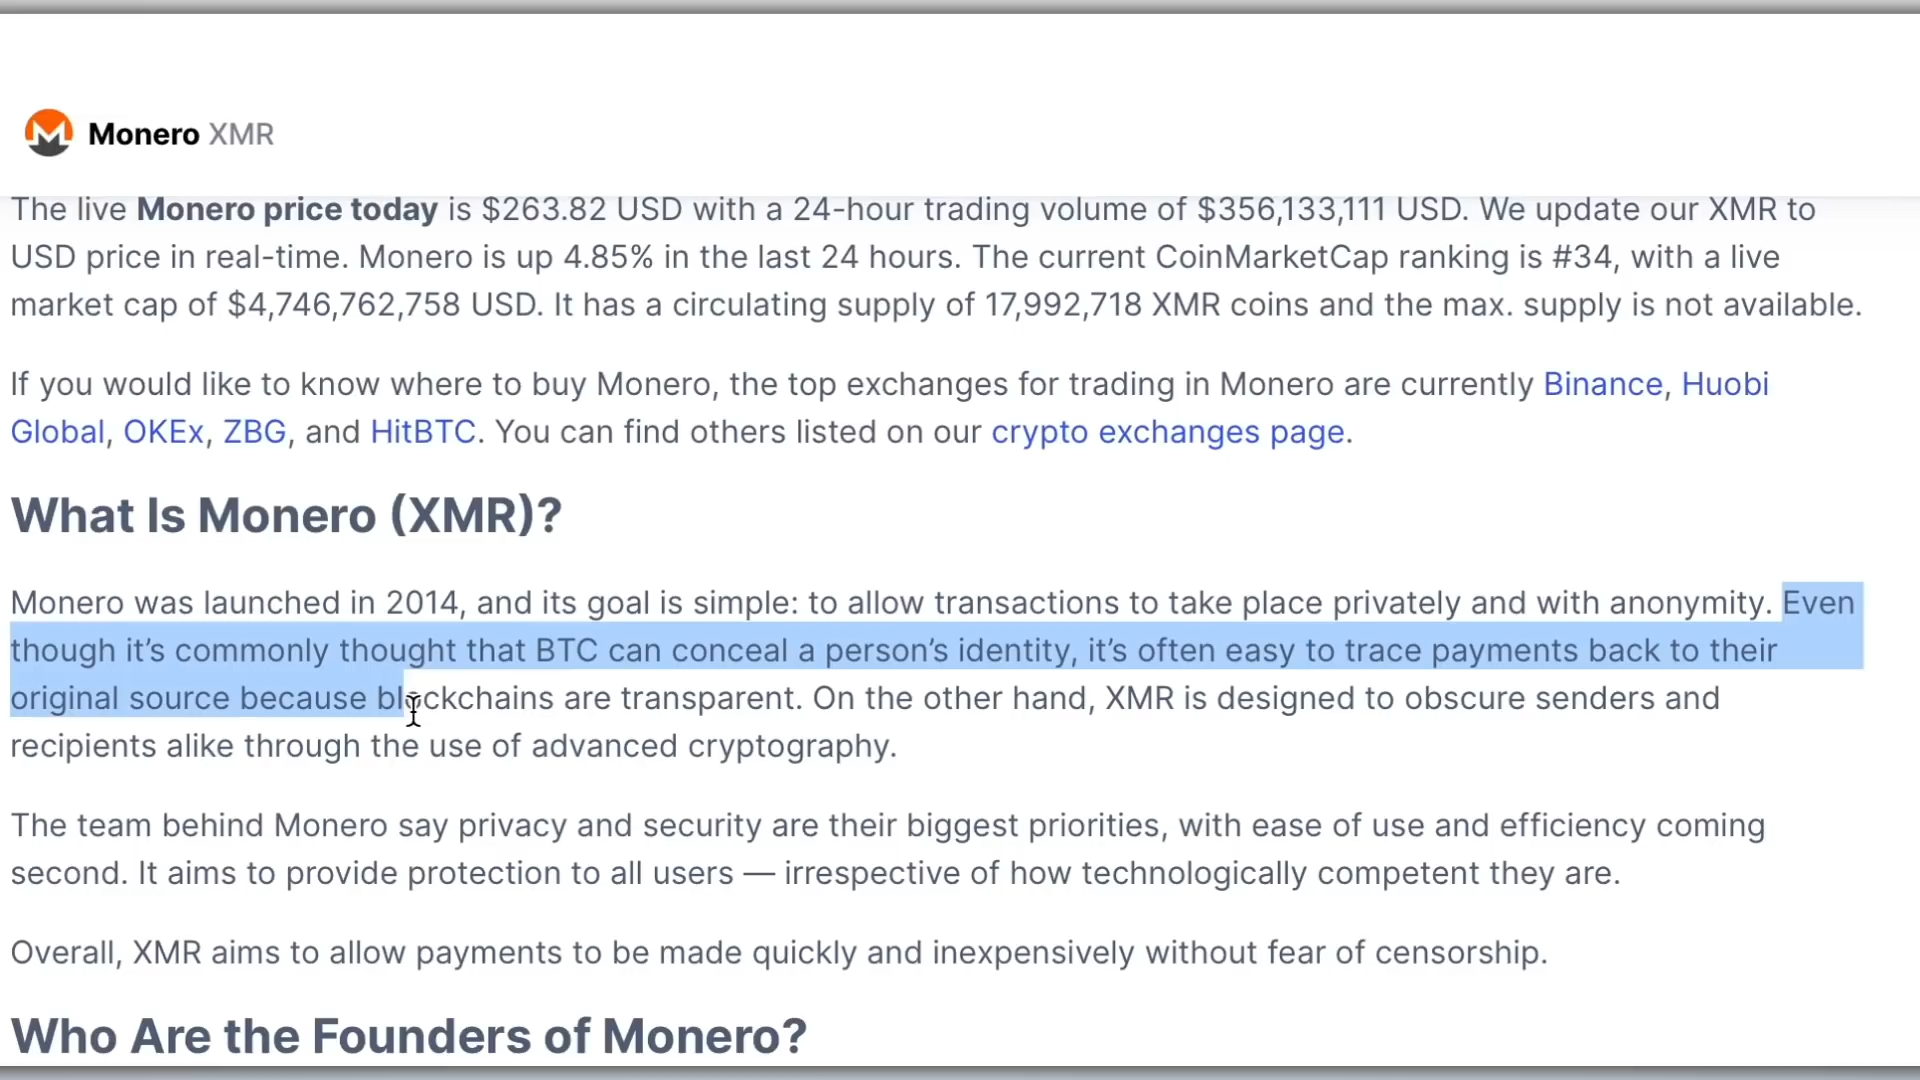 Monero XMR
The live Monero price today is $263.82 USD with a 24-hour trading volume of $356,133,111 USD. We update our XMR to
USD price in real-time. Monero is up 4.85% in the last 24 hours. The current CoinMarketCap ranking is #34, with a live
market cap of $4,746,762,758 USD. It has a circulating supply of 17,992,718 XMR coins and the max. supply is not available.
If you would like to know where to buy Monero, the top exchanges for trading in Monero are currently Binance, Huobi
Global, OKEx, ZBG, and HitBTC. You can find others listed on our crypto exchanges page.
What Is Monero (XMR)?
Monero was launched in 2014, and its goal is simple: to allow transactions to take place privately and with anonymity. Even
though it’s commonly thought that BTC can conceal a person’s identity, it’s often easy to trace payments back to their
original source because blockchains are transparent. On the other hand, XMR is designed to obscure senders and
recipients alike through the use of advanced cryptography.
The team behind Monero say privacy and security are their biggest priorities, with ease of use and efficiency coming
second. It aims to provide protection to all users — irrespective of how technologically competent they are.
Overall, XMR aims to allow payments to be made quickly and inexpensively without fear of censorship.
Who Are the Founders of Monero?